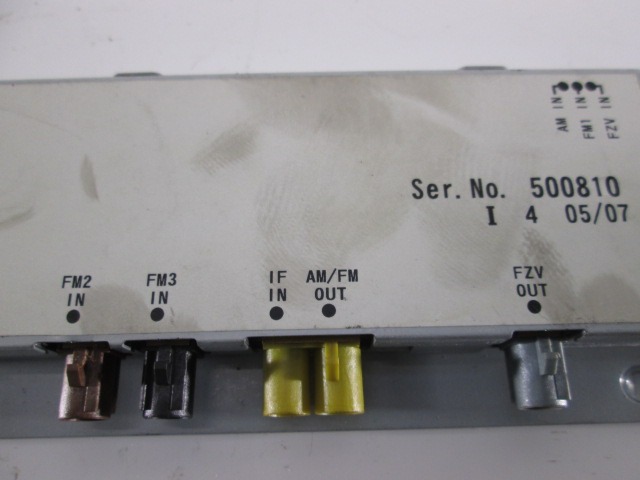 AM IN
FM1 IN
FZV IN
Ser. No. 500810
I 4 05/07
FM2
IN
FM3
IN
IF
IN
AM/FM
OUT
FZV
OUT